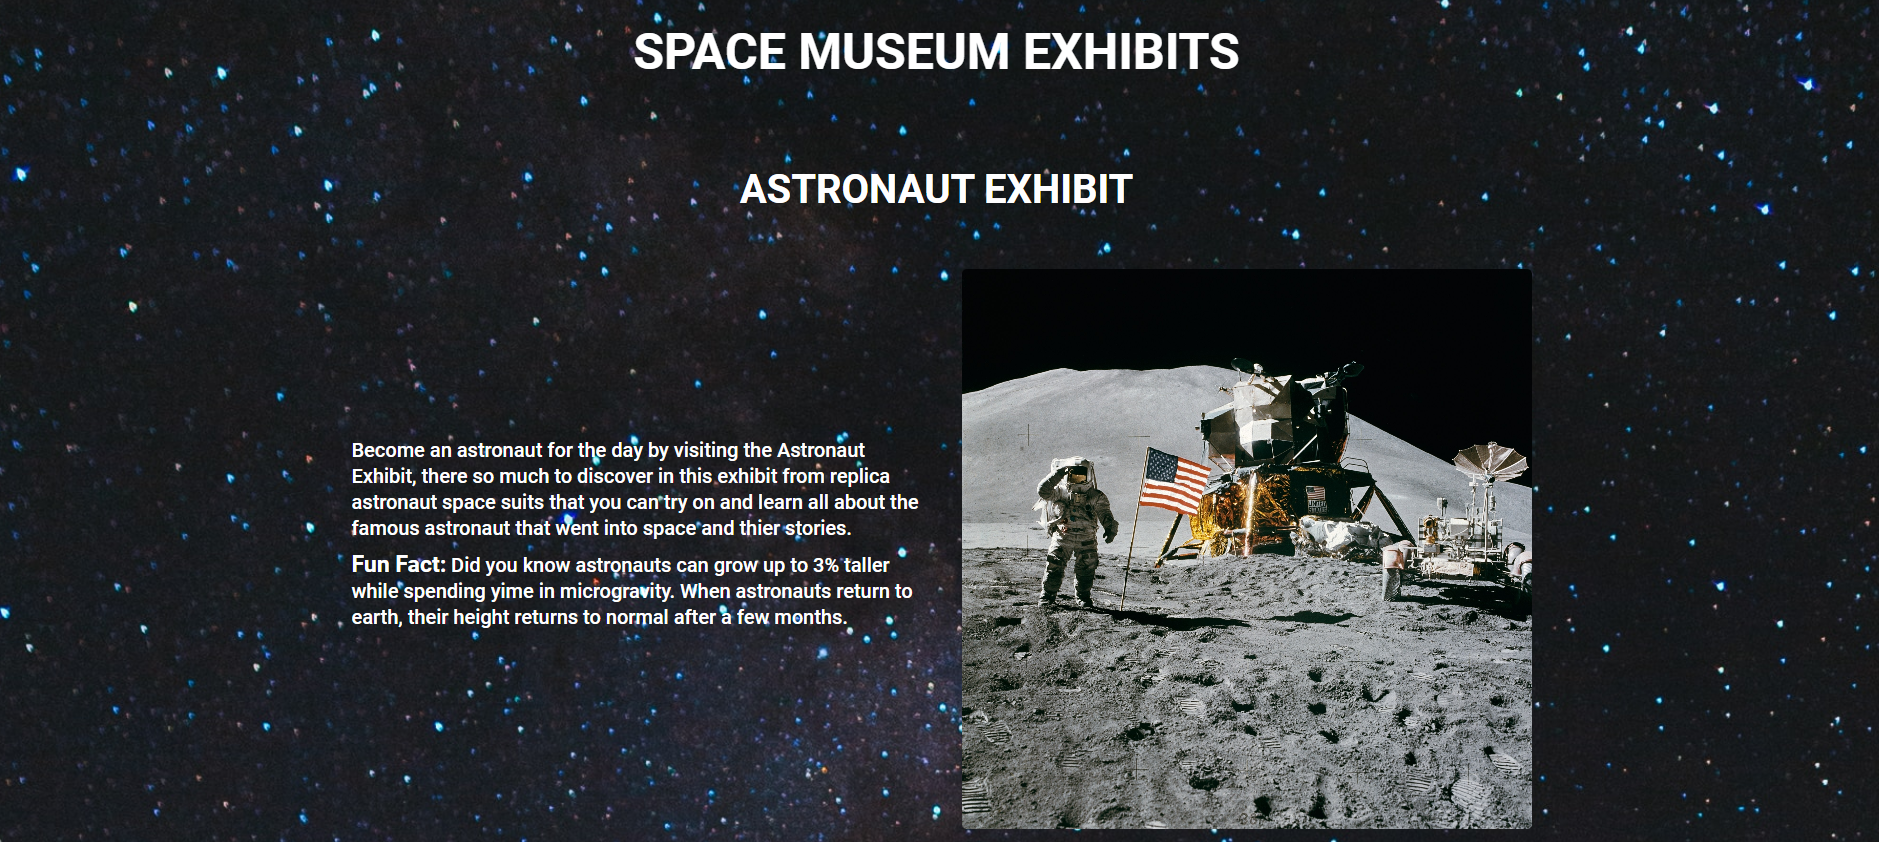 SPACE MUSEUM EXHIBITS
ASTRONAUT EXHIBIT
Become an astronaut for the day by visiting the Astronaut
Exhibit, there so much to discover in this exhibit from replica
astronaut space suits that you can try on and learn all about the
famous astronaut that went into space and thier stories.
Fun Fact: Did you know astronauts can grow up to 3% taller
while spending yime in microgravity. When astronauts return to
earth, their height returns to normal after a few months.